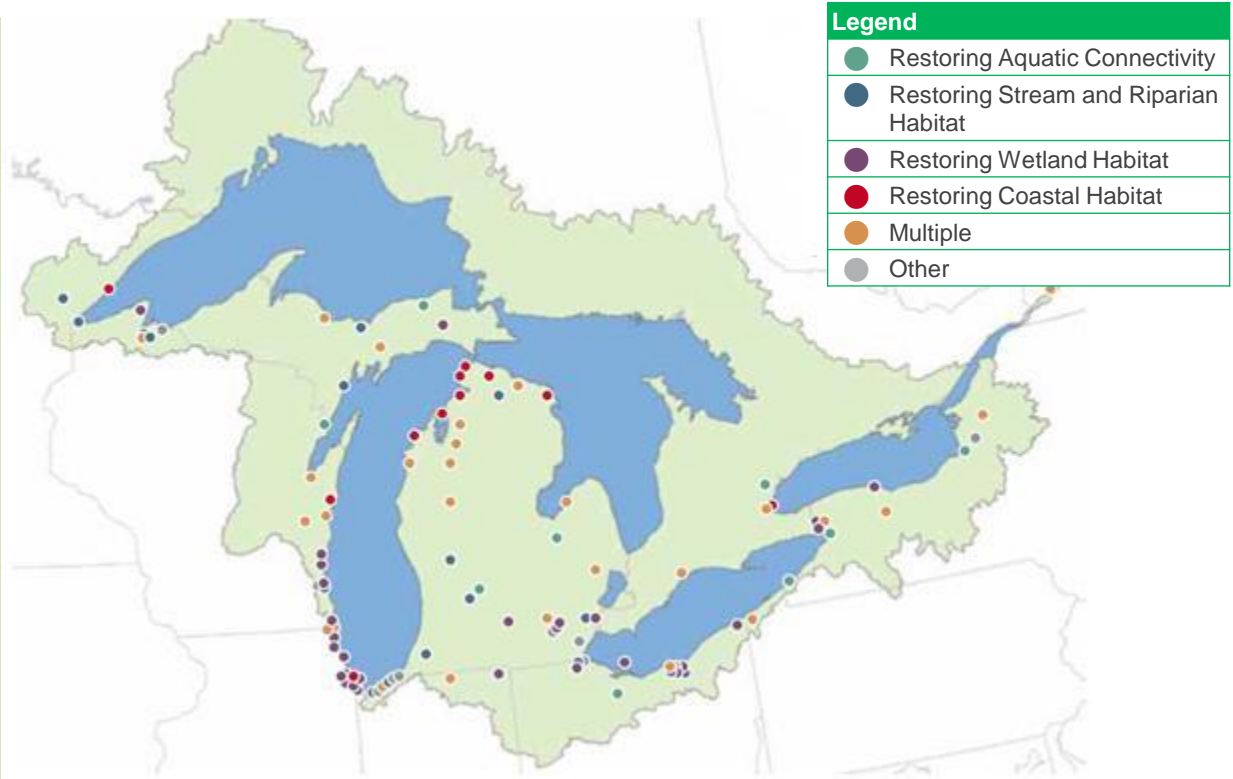 Legend
Restoring Aquatic Connectivity
Restoring Stream and Riparian
Habitat
Restoring Wetland Habitat
Restoring Coastal Habitat
Multiple
Other